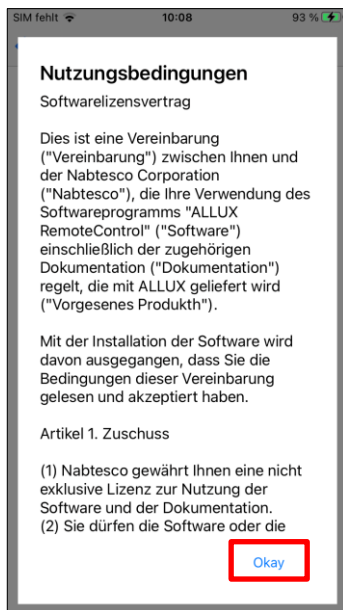 SIM fehlt 10:08 93 %
Nutzungsbedingungen
Softwarelizensvertrag
Dies ist eine Vereinbarung
("Vereinbarung") zwischen Ihnen und
der Nabtesco Corporation
("Nabtesco"), die Ihre Verwendung des
Softwareprogramms "ALLUX
RemoteControl" ("Software")
einschließlich der zugehörigen
Dokumentation ("Dokumentation")
regelt, die mit ALLUX geliefert wird
("Vorgesenes Produkth").
Mit der Installation der Software wird
davon ausgegangen, dass Sie die
Bedingungen dieser Vereinbarung
gelesen und akzeptiert haben.
Artikel 1. Zuschuss
(1) Nabtesco gewährt Ihnen eine nicht
exklusive Lizenz zur Nutzung der
Software und der Dokumentation.
(2) Sie dürfen die Software oder die
Okay